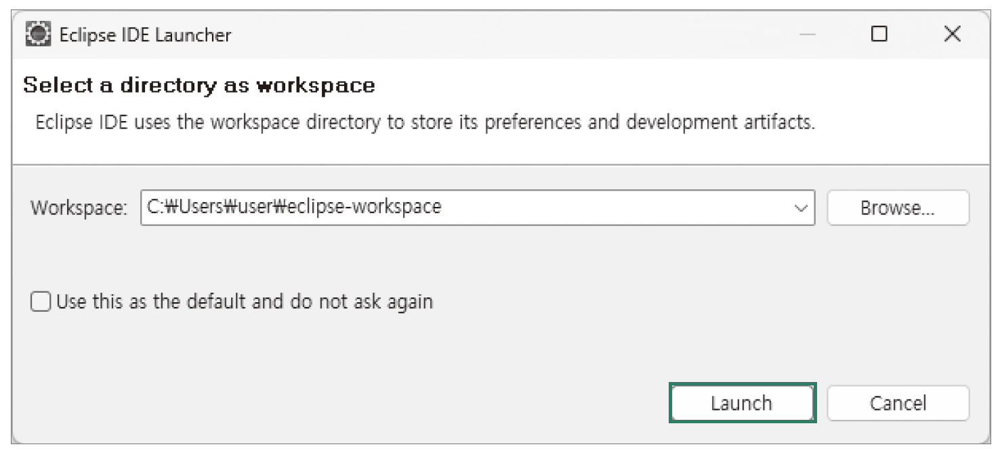 Eclipse IDE Launcher
Select a directory as workspace
Eclipse IDE uses the workspace directory to store its preferences and development artifacts.
Workspace: C:₩Users₩user₩eclipse-workspace Browse...
Use this as the default and do not ask again
Launch Cancel